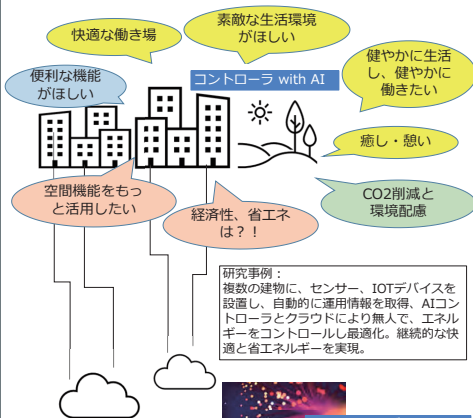 快適な働き場
素敵な生活環境
がほしい
健やかに生活
し、健やかに
働きたい
便利な機能
がほしい
コントローラ with AI
癒し・憩い
空間機能をもっ
と活用したい
経済性、省エネ
は？！
CO2削減と
環境配慮
研究事例：
複数の建物に、センサー、IOTデバイスを
設置し、自動的に運用情報を取得、AIコン
トローラとクラウドにより無人で、エネル
ギーをコントロールし最適化。継続的な快
適と省エネルギーを実現。